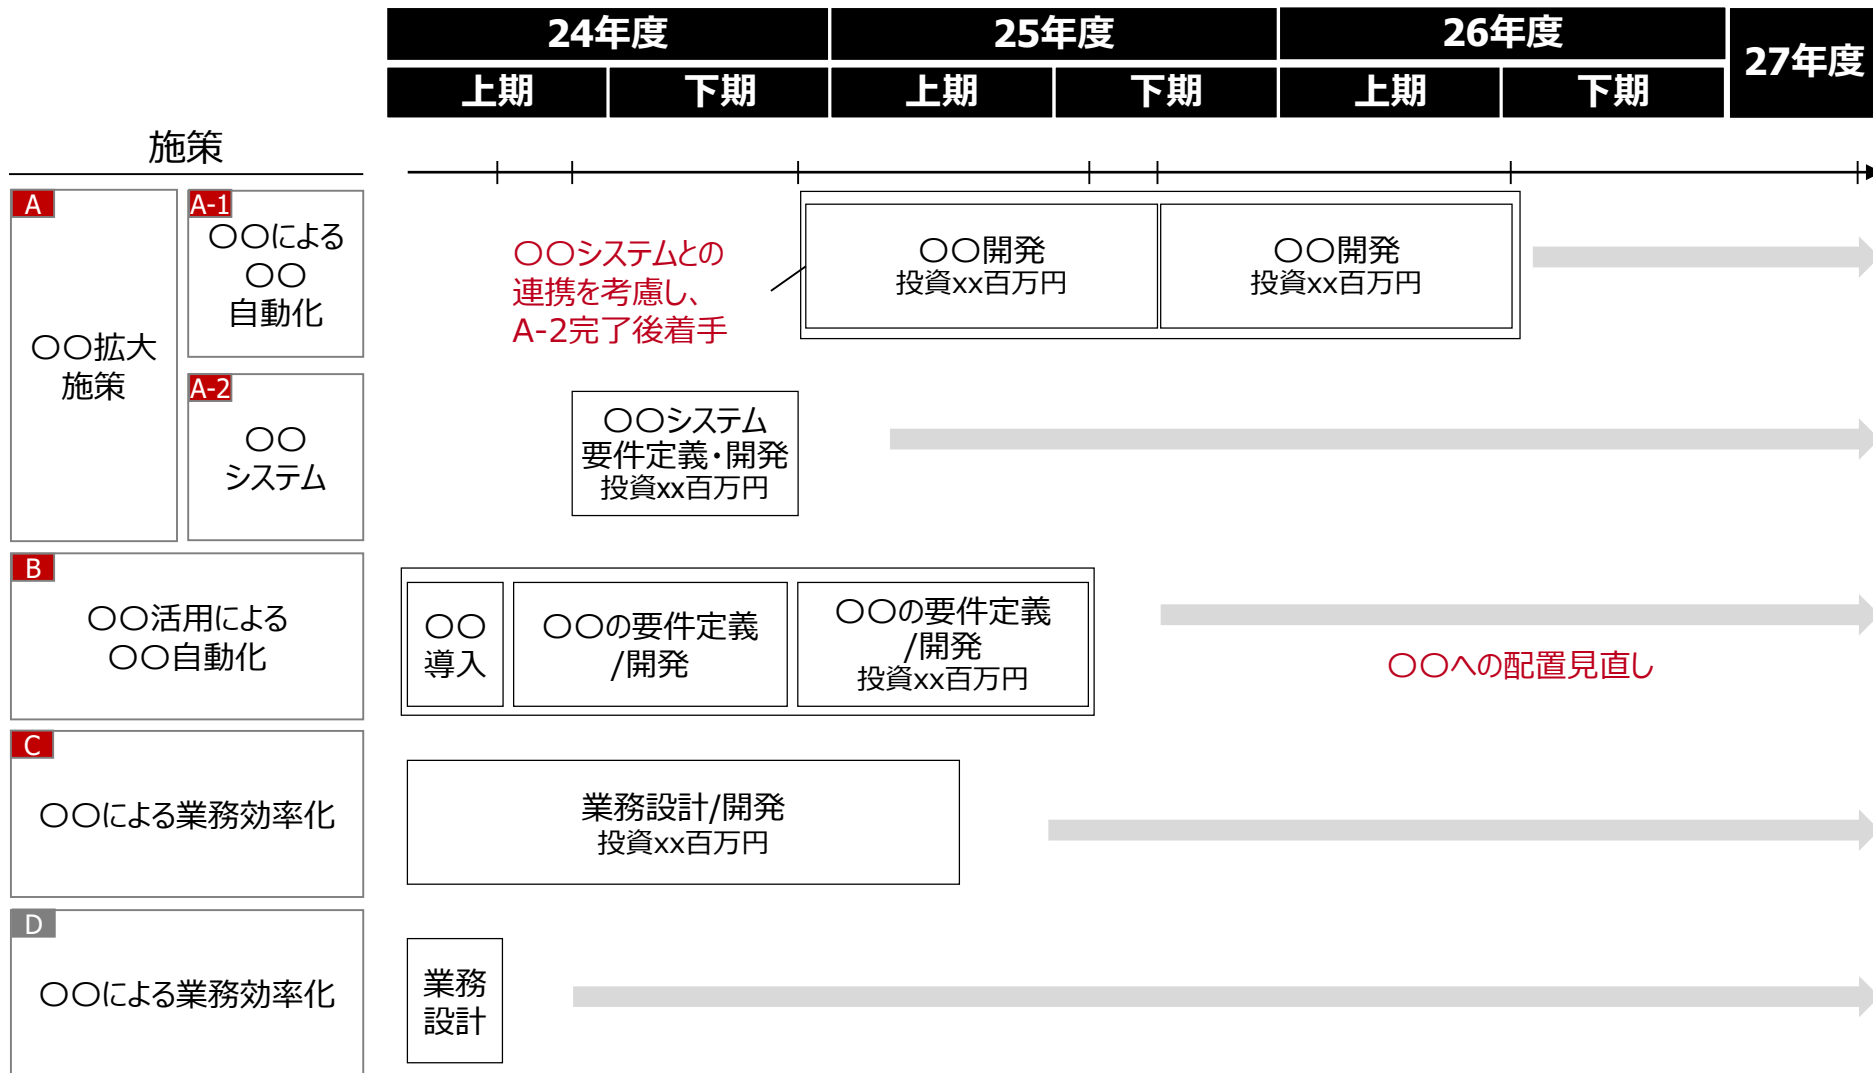 24年度
25年度
26年度
27年度
上期
下期
上期
下期
上期
下期
施策
A
〇〇拡大
施策
A-1
〇〇による
〇〇
自動化
〇〇システムとの
連携を考慮し、
A-2完了後着手
〇〇開発
投資xx百万円
〇〇開発
投資xx百万円
A-2
〇〇
システム
〇〇システム
要件定義・開発
投資xx百万円
B
〇〇活用による
〇〇自動化
〇〇
導入
〇〇の要件定義
/開発
〇〇の要件定義
/開発
投資xx百万円
〇〇への配置見直し
C
〇〇による業務効率化
業務設計/開発
投資xx百万円
D
〇〇による業務効率化
業務
設計